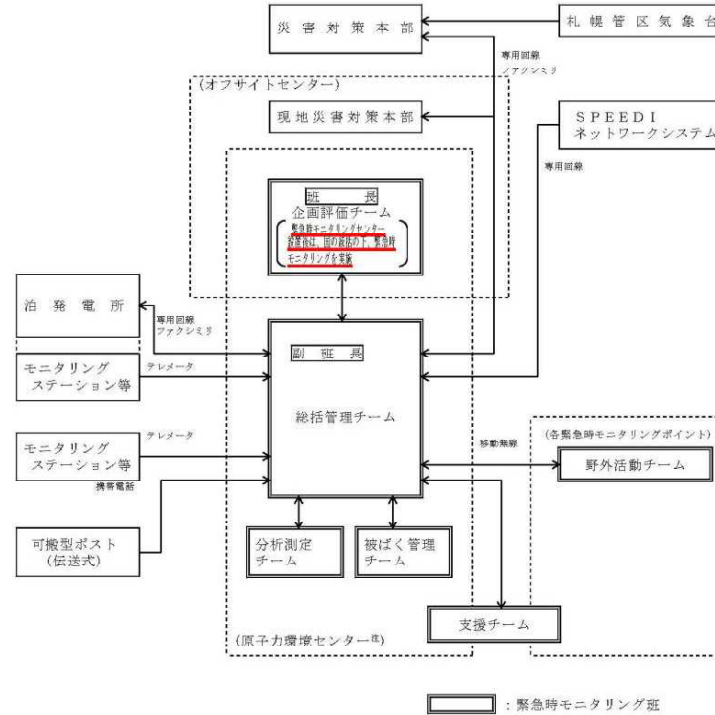 災害対策本部
札幌管区気象台
専用回線
ファクシミリ
(オフサイトセンター)
現地災害対策本部
SPEEDI
ネットワークシステム
専用回線
班長
企画評価チーム
緊急時モニタリングセンター
設置後は、国の統括の下、緊急時
モニタリングを実施
泊発電所
専用回線
ファクシミリ
副班長
モニタリング
ステーション等
テレメータ
総括管理チーム
モニタリング
ステーション等
テレメータ
携帯電話
移動無線
(各緊急時モニタリングポイント)
野外活動チーム
可搬型ポスト
(伝送式)
分析測定
チーム
被ばく管理
チーム
支援チーム
(原子力環境センター注)
:緊急時モニタリング班